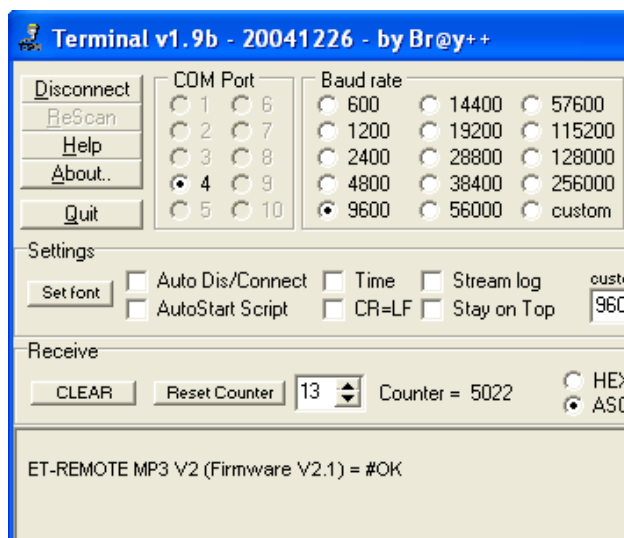 Terminal v1.9b - 20041226 - by Br@y++
Disconnect
ReScan
Help
About..
Quit
COM Port
1 6
2 7
3 8
4 9
5 10
Baud rate
600 14400 57600
1200 19200 115200
2400 28800 128000
4800 38400 256000
9600 56000 custom
Settings
Set font
Auto Dis/Connect Time Stream log
AutoStart Script CR=LF Stay on Top
Receive
CLEAR Reset Counter 13 Counter = 5022
ET-REMOTE MP3 V2 (Firmware V2.1) = #OK